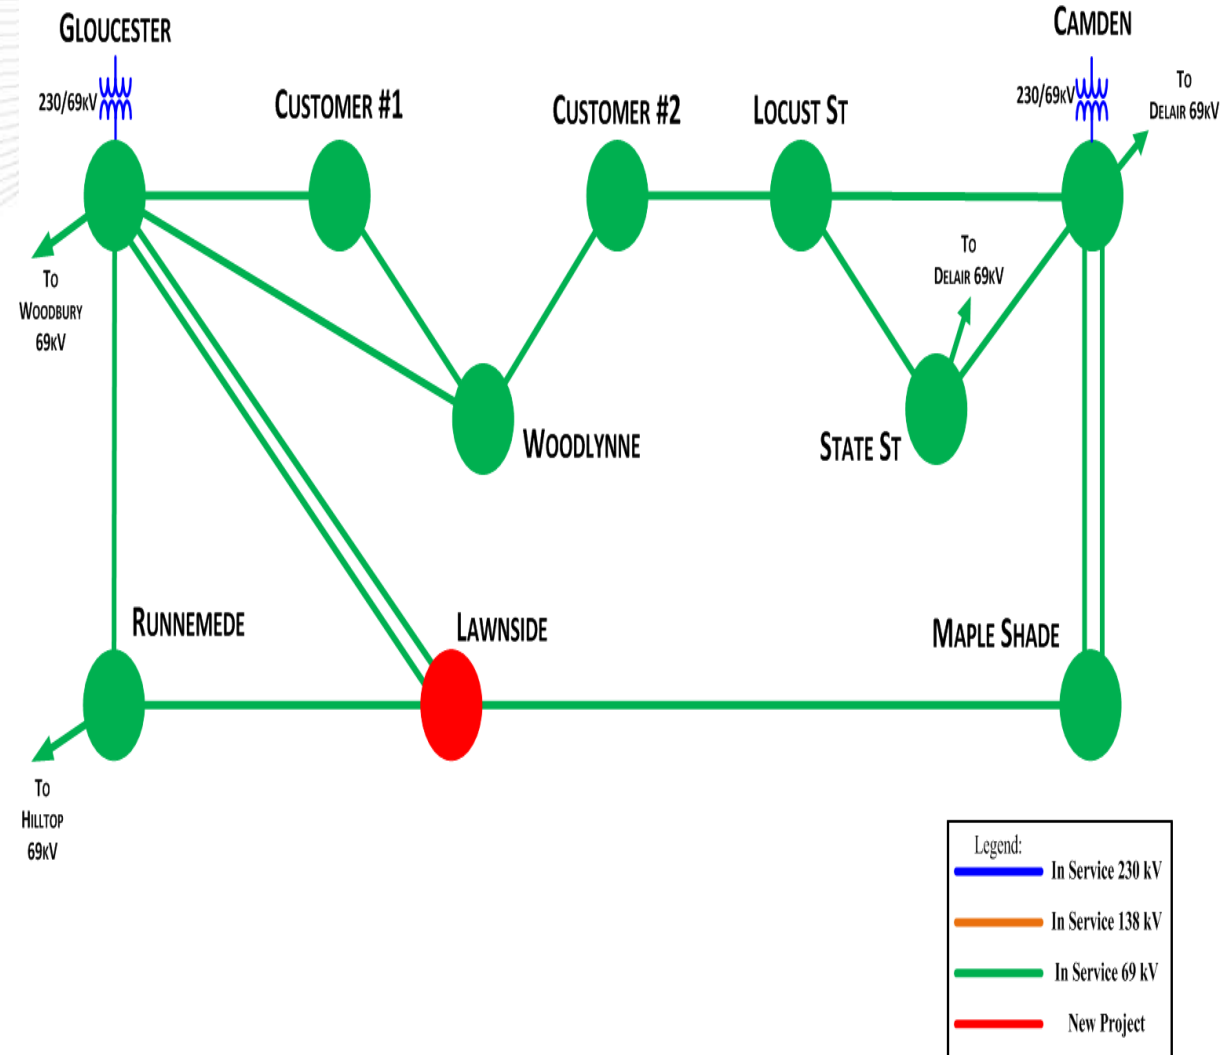 GLOUCESTER
CAMDEN
230/69KV
230/69KV
TO
DELAIR 69KV
CUSTOMER #1
CUSTOMER #2
LOCUST ST
TO
DELAIR 69KV
TO
WOODBURY
69KV
WOODLYNNE
STATE ST
RUNNEMEDE
LAWNSIDE
MAPLE SHADE
TO
HILLTOP
69KV
Legend:
In Service 230 kV
In Service 138 kV
In Service 69 kV
New Project